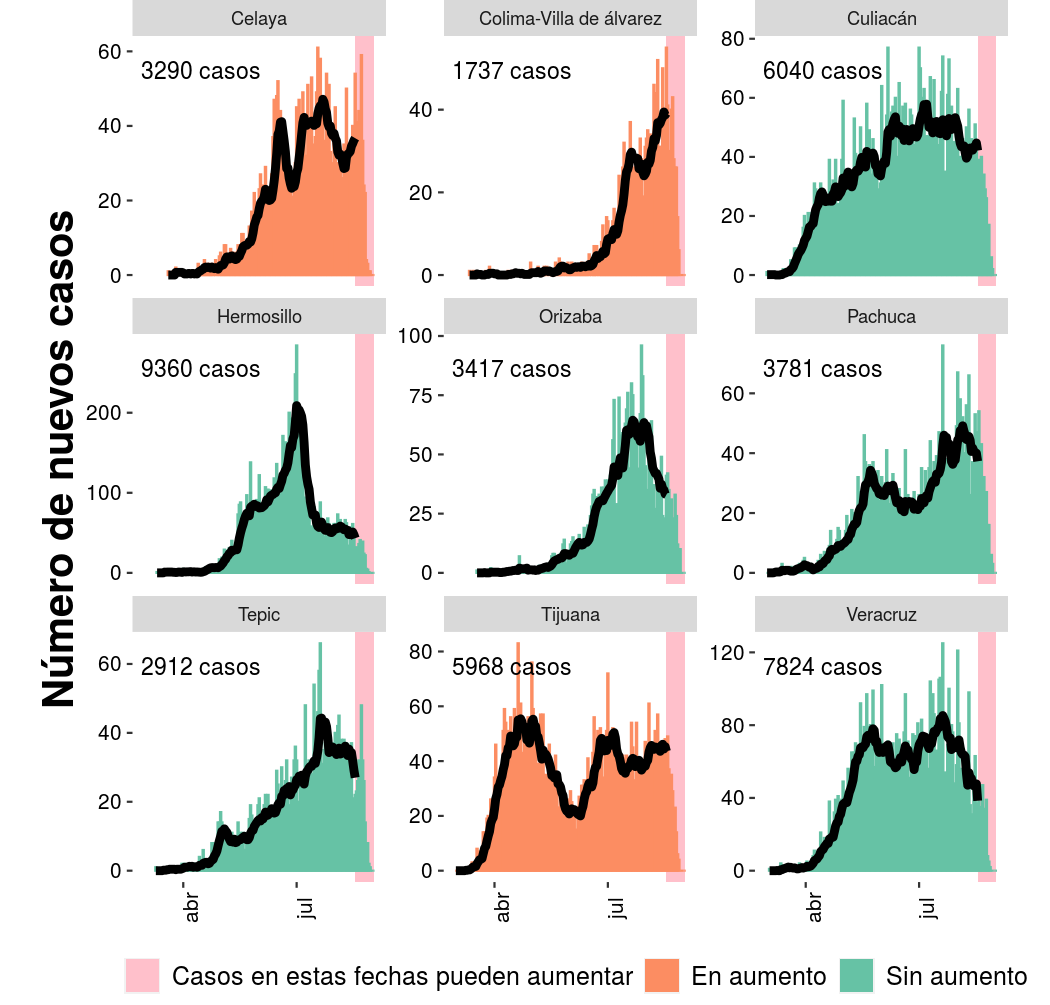 Celaya
Colima-Villa de álvarez
Culiacán
3290 casos
1737 casos
6040 casos
60
40
20
0
40
20
0
80
60
40
20
0
Hermosillo
Orizaba
Pachuca
9360 casos
3417 casos
3781 casos
200
100
0
100
75
50
25
0
60
40
20
0
Tepic
Tijuana
Veracruz
2912 casos
5968 casos
7824 casos
60
40
20
0
80
60
40
20
0
120
80
40
0
abr
jul
abr
jul
abr
jul
Número de nuevos casos
Casos en estas fechas pueden aumentar
En aumento
Sin aumento